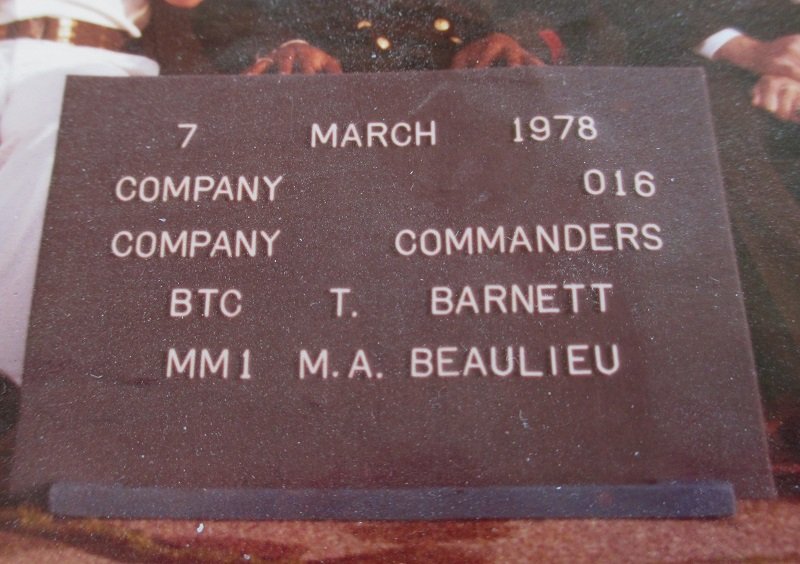 7 MARCH 1978
COMPANY 016
COMPANY COMMANDERS
BTC T. BARNETT
MM1 M.A. BEAULIEU